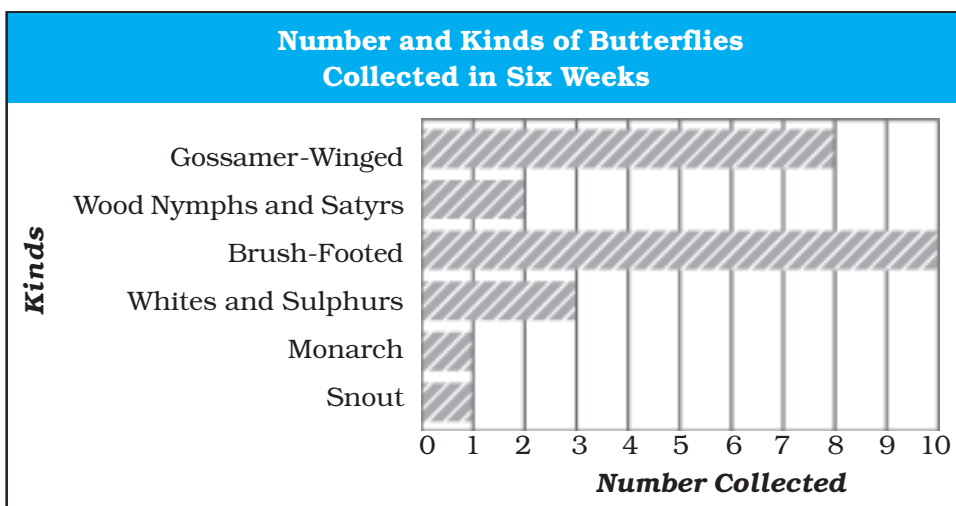 Number and Kinds of Butterflies
Collected in Six Weeks
Kinds
Gossamer-Winged
Wood Nymphs and Satyrs
Brush-Footed
Whites and Sulphurs
Monarch
Snout
0 1 2 3 4 5 6 7 8 9 10
Number Collected